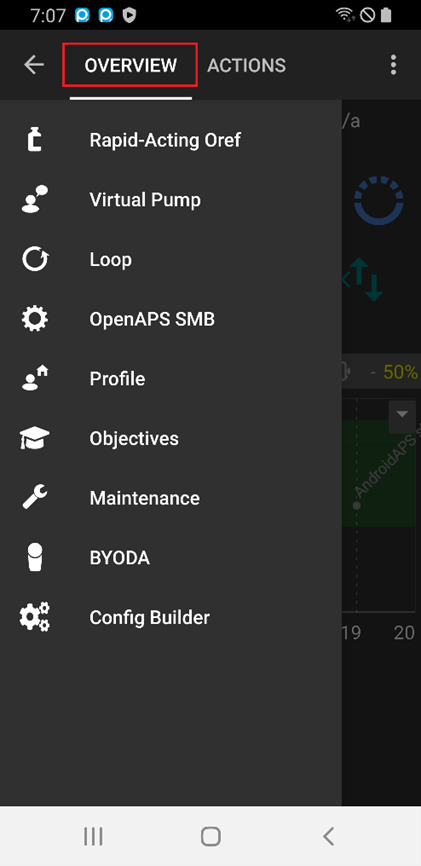 7:07
OVERVIEW ACTIONS
/a
Rapid-Acting Oref
Virtual Pump
Loop
OpenAPS SMB
- 50%
Profile
Objectives
AndroidAPS
Maintenance
BYODA
Config Builder
19 20